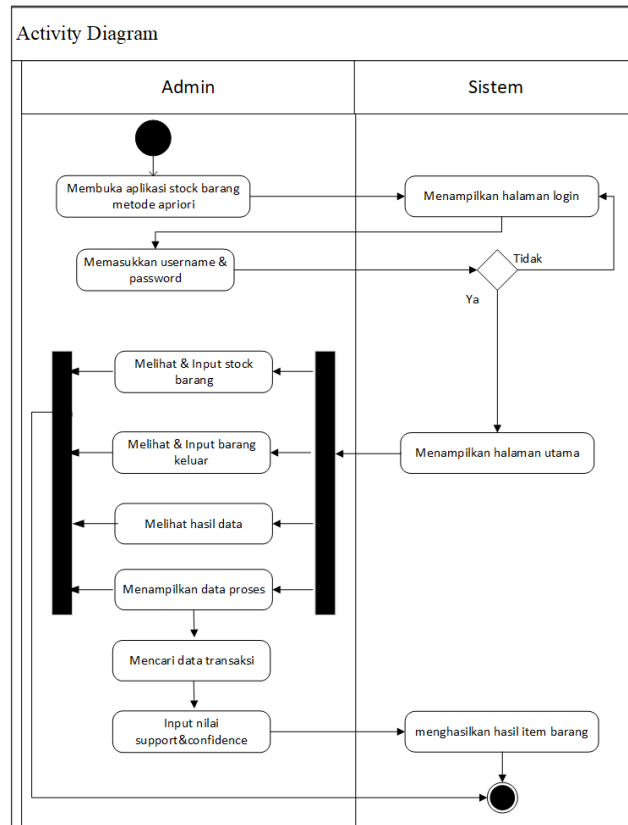 Activity Diagram
Admin
Sistem
Membuka aplikasi stock barang
metode apriori
Menampilkan halaman login
Memasukkan username &
password
Tidak
Ya
Melihat & Input stock
barang
Melihat & Input barang
keluar
Menampilkan halaman utama
Melihat hasil data
Menampilkan data proses
Mencari data transaksi
Input nilai
support&confidence
menghasilkan hasil item barang